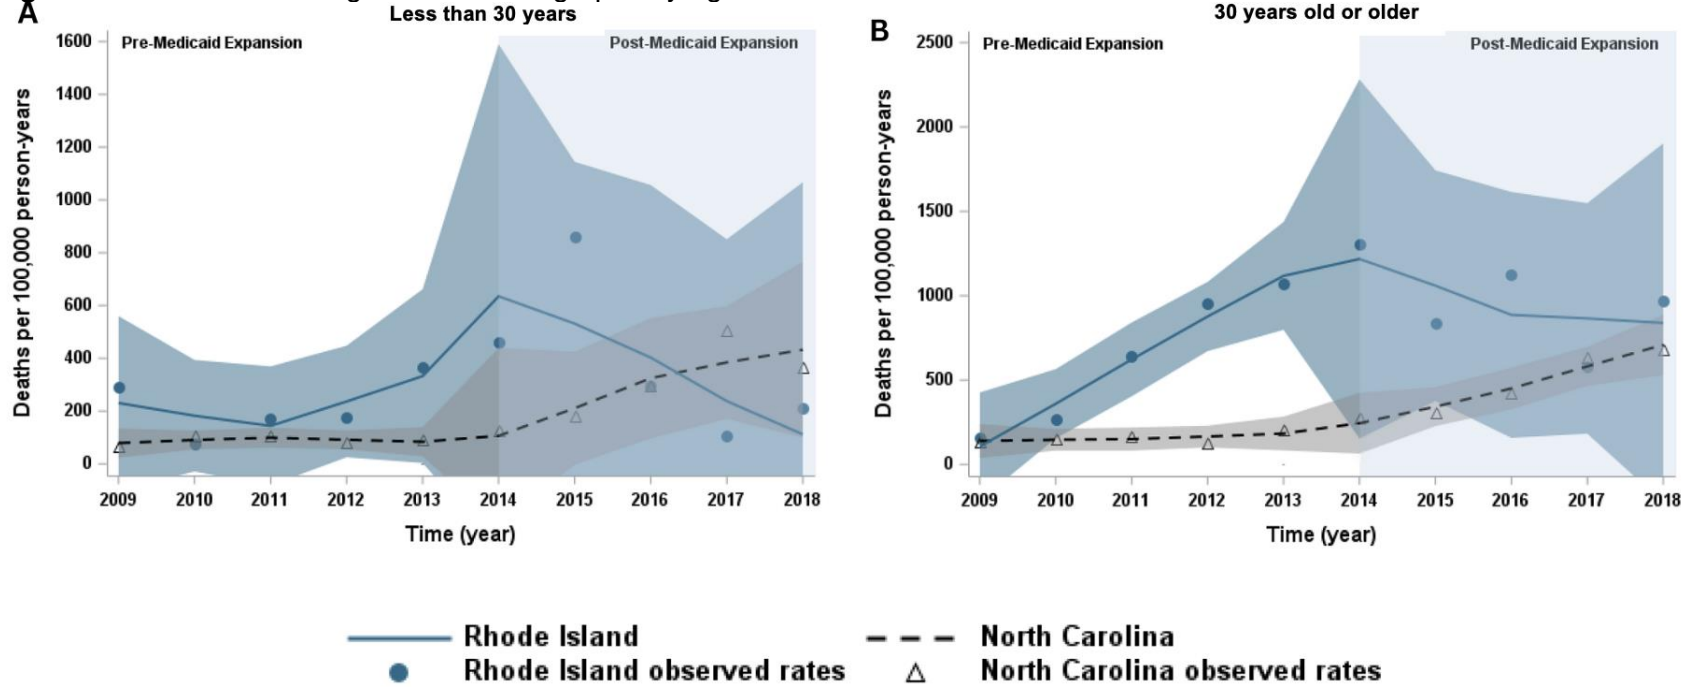 A
Less than 30 years
1600
1400
1200
1000
800
600
400
200
0
Pre-Medicaid Expansion
Post-Medicaid Expansion
Deaths per 100,000 person-years
2009 2010 2011 2012 2013 2014 2015 2016 2017 2018
Time (year)
B
30 years old or older
2500
2000
1500
1000
500
0
Pre-Medicaid Expansion
Post-Medicaid Expansion
Deaths per 100,000 person-years
2009 2010 2011 2012 2013 2014 2015 2016 2017 2018
Time (year)
Rhode Island
North Carolina
Rhode Island observed rates
North Carolina observed rates